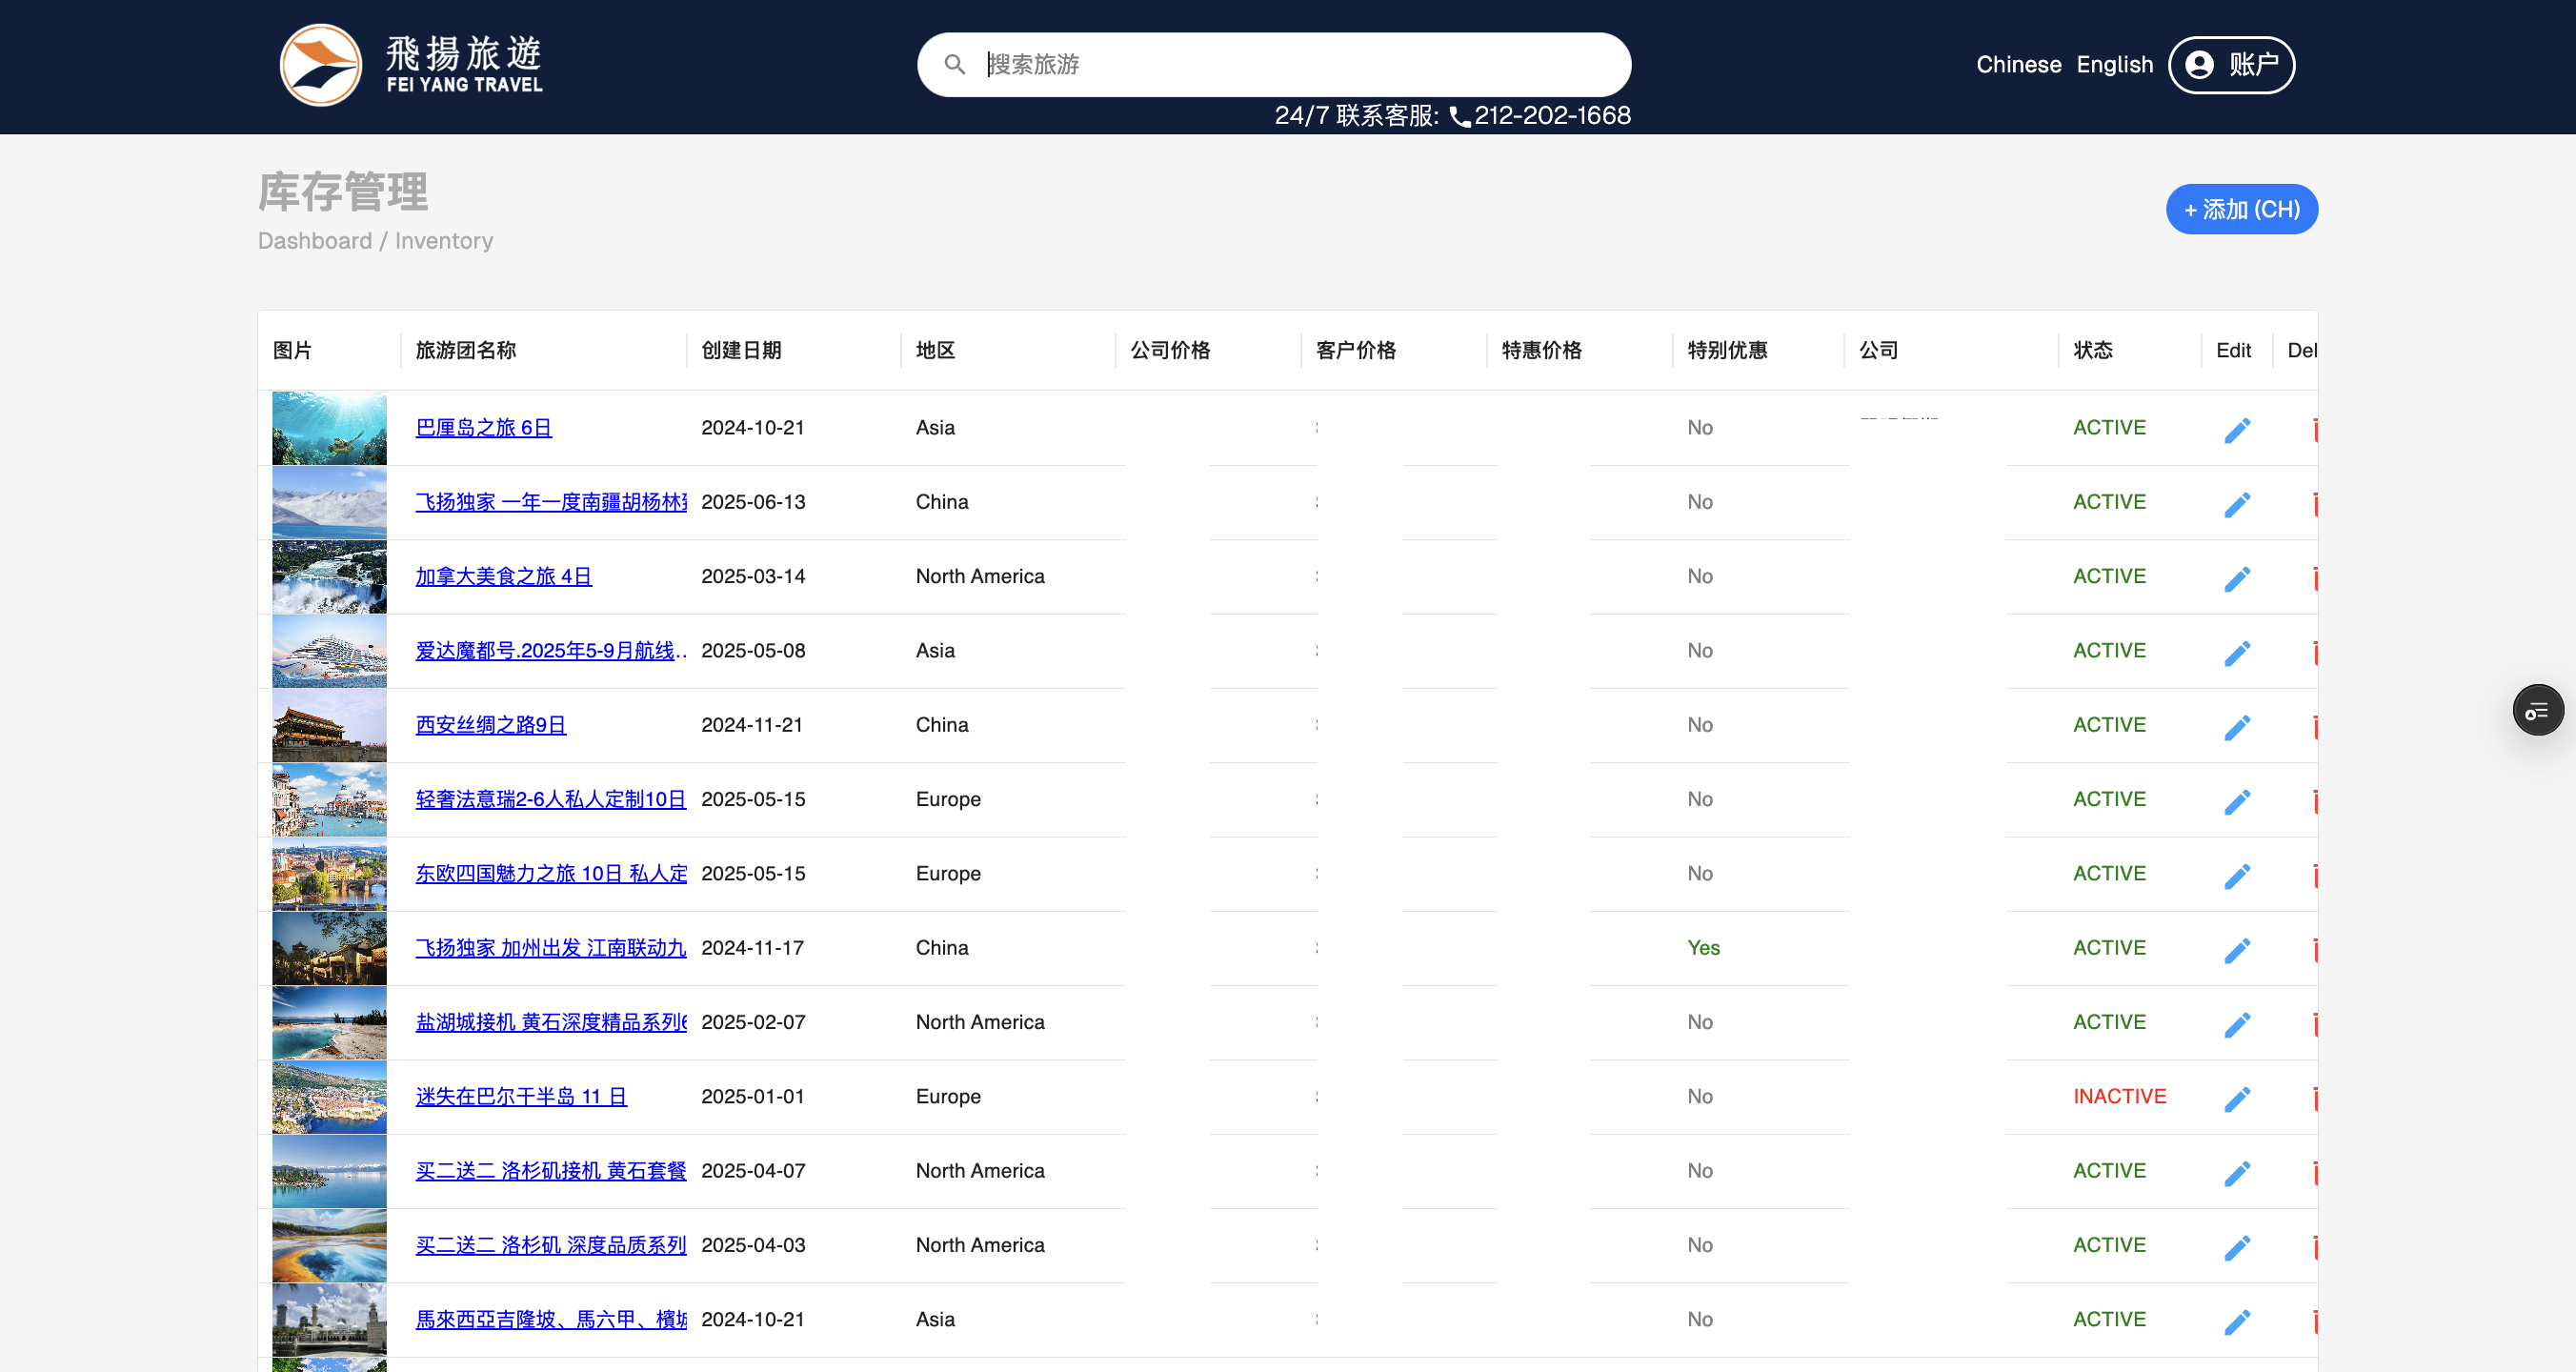 飛揚旅遊
FEI YANG TRAVEL
搜索旅游
Chinese English 账户
24/7 联系客服: 212-202-1668
库存管理
Dashboard / Inventory
+ 添加 (CH)
图片 旅游团名称 创建日期 地区 公司价格 客户价格 特惠价格 特别优惠 公司 状态 Edit Del
巴厘岛之旅 6日 2024-10-21 Asia No ACTIVE
飞扬独家 一年一度南疆胡杨林 2025-06-13 China No ACTIVE
加拿大美食之旅 4日 2025-03-14 North America No ACTIVE
爱达魔都号.2025年5-9月航线.. 2025-05-08 Asia No ACTIVE
西安丝绸之路9日 2024-11-21 China No ACTIVE
轻奢法意瑞2-6人私人定制10日 2025-05-15 Europe No ACTIVE
东欧四国魅力之旅 10日 私人定 2025-05-15 Europe No ACTIVE
飞扬独家 加州出发 江南联动九 2024-11-17 China Yes ACTIVE
盐湖城接机 黄石深度精品系列 2025-02-07 North America No ACTIVE
迷失在巴尔干半岛 11 日 2025-01-01 Europe No INACTIVE
买二送二 洛杉矶接机 黄石套餐 2025-04-07 North America No ACTIVE
买二送二 洛杉矶 深度品质系列 2025-04-03 North America No ACTIVE
馬來西亞吉隆坡、馬六甲、檳城 2024-10-21 Asia No ACTIVE